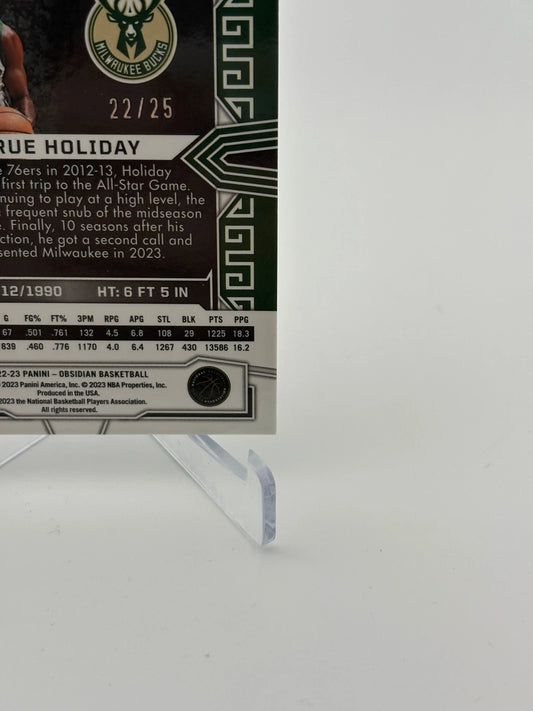 MILWAUKEE BUCKS
22/25
RUE HOLIDAY
e 76ers in 2012-13, Holiday
first trip to the All-Star Game.
nuing to play at a high level, the
frequent snub of the midseason
e. Finally, 10 seasons after his
ction, he got a second call and
sented Milwaukee in 2023.
12/1990 HT: 6 FT 5 IN
G FG% FT% 3PM RPG APG STL BLK PTS PPG
67 .501 .761 132 4.5 6.8 108 29 1225 18.3
839 .460 .776 1170 4.0 6.4 1267 430 13586 16.2
22-23 PANINI – OBSIDIAN BASKETBALL
© 2023 Panini America, Inc. © 2023 NBA Properties, Inc.
Produced in the USA.
2023 the National Basketball Players Association.
All rights reserved.